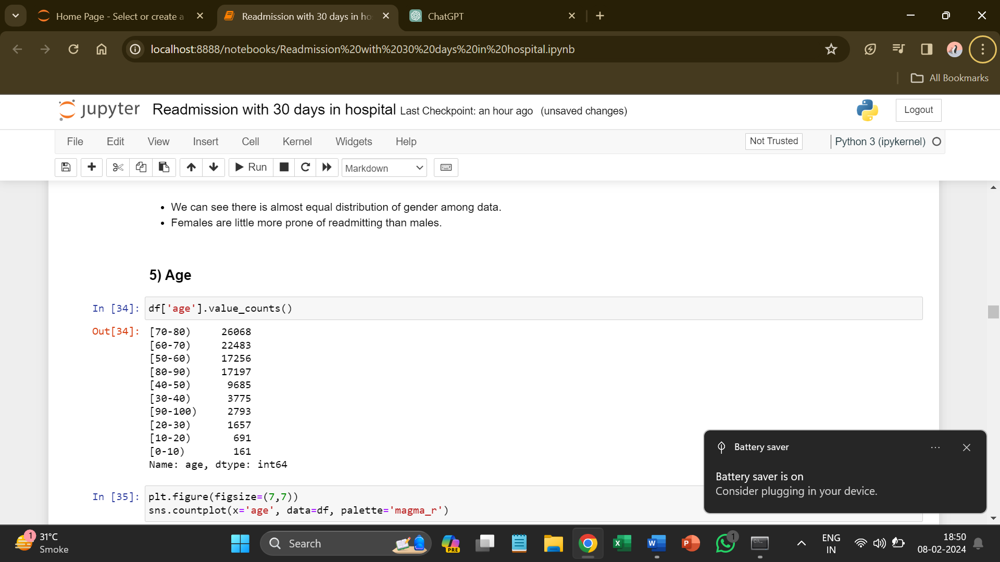 Home Page - Select or create a
Readmission with 30 days in ho
ChatGPT
localhost:8888/notebooks/Readmission%20with%2030%20days%20in%20hospital.ipynb
All Bookmarks
jupyter Readmission with 30 days in hospital Last Checkpoint: an hour ago (unsaved changes)
Logout
File Edit View Insert Cell Kernel Widgets Help
Not Trusted
Python 3 (ipykernel)
Run
Markdown
• We can see there is almost equal distribution of gender among data.
• Females are little more prone of readmitting than males.
5) Age
In [34]: df['age'].value_counts()
Out[34]: [70-80) 26068
[60-70) 22483
[50-60) 17256
[80-90) 17197
[40-50) 9685
[30-40) 3775
[90-100) 2793
[20-30) 1657
[10-20) 691
[0-10) 161
Name: age, dtype: int64
In [35]: plt.figure(figsize=(7,7))
sns.countplot(x='age', data=df, palette='magma_r')
Battery saver
Battery saver is on
Consider plugging in your device.
1
31°C
Smoke
Search
PRE
1
ENG
IN
18:50
08-02-2024